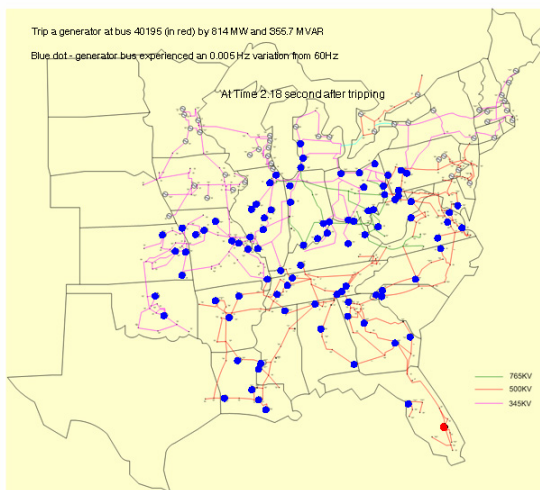 Trip a generator at bus 40195 (in red) by 814 MW and 355.7 MVAR
Blue dot - generator bus experienced an 0.005 Hz variation from 60Hz
At Time 2.18 second after tripping
765KV
500KV
345KV